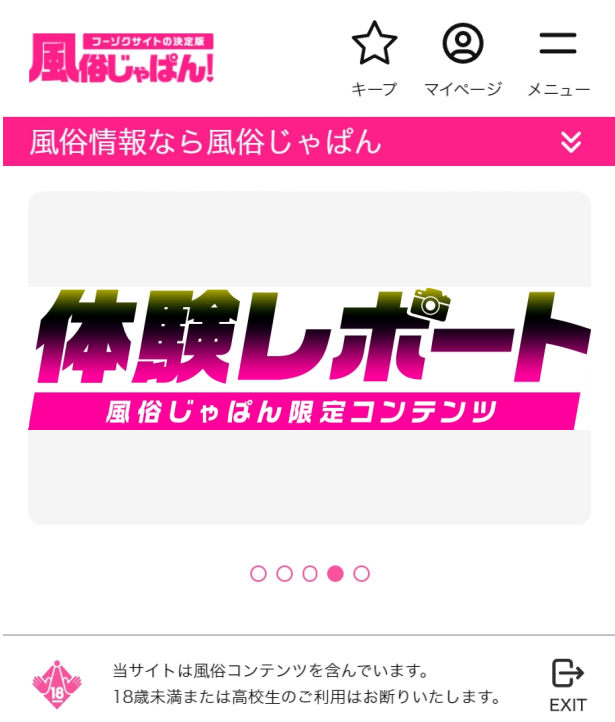 フーゾクサイトの決定版
風俗じゃぱん!
キープ
マイページ
メニュー
風俗情報なら風俗じゃぱん
体験レポート
風俗じゃぱん限定コンテンツ
当サイトは風俗コンテンツを含んでいます。
18
18歳未満または高校生のご利用はお断りいたします。
EXIT